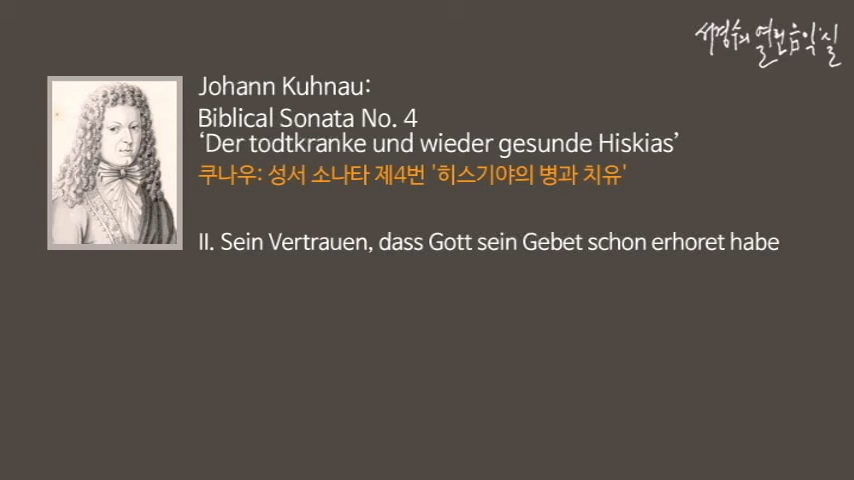 서경수의 열린음악실
Johann Kuhnau:
Biblical Sonata No. 4
‘Der todtkranke und wieder gesunde Hiskias’
쿠나우: 성서 소나타 제4번 '히스기야의 병과 치유'
II. Sein Vertrauen, dass Gott sein Gebet schon erhoret habe